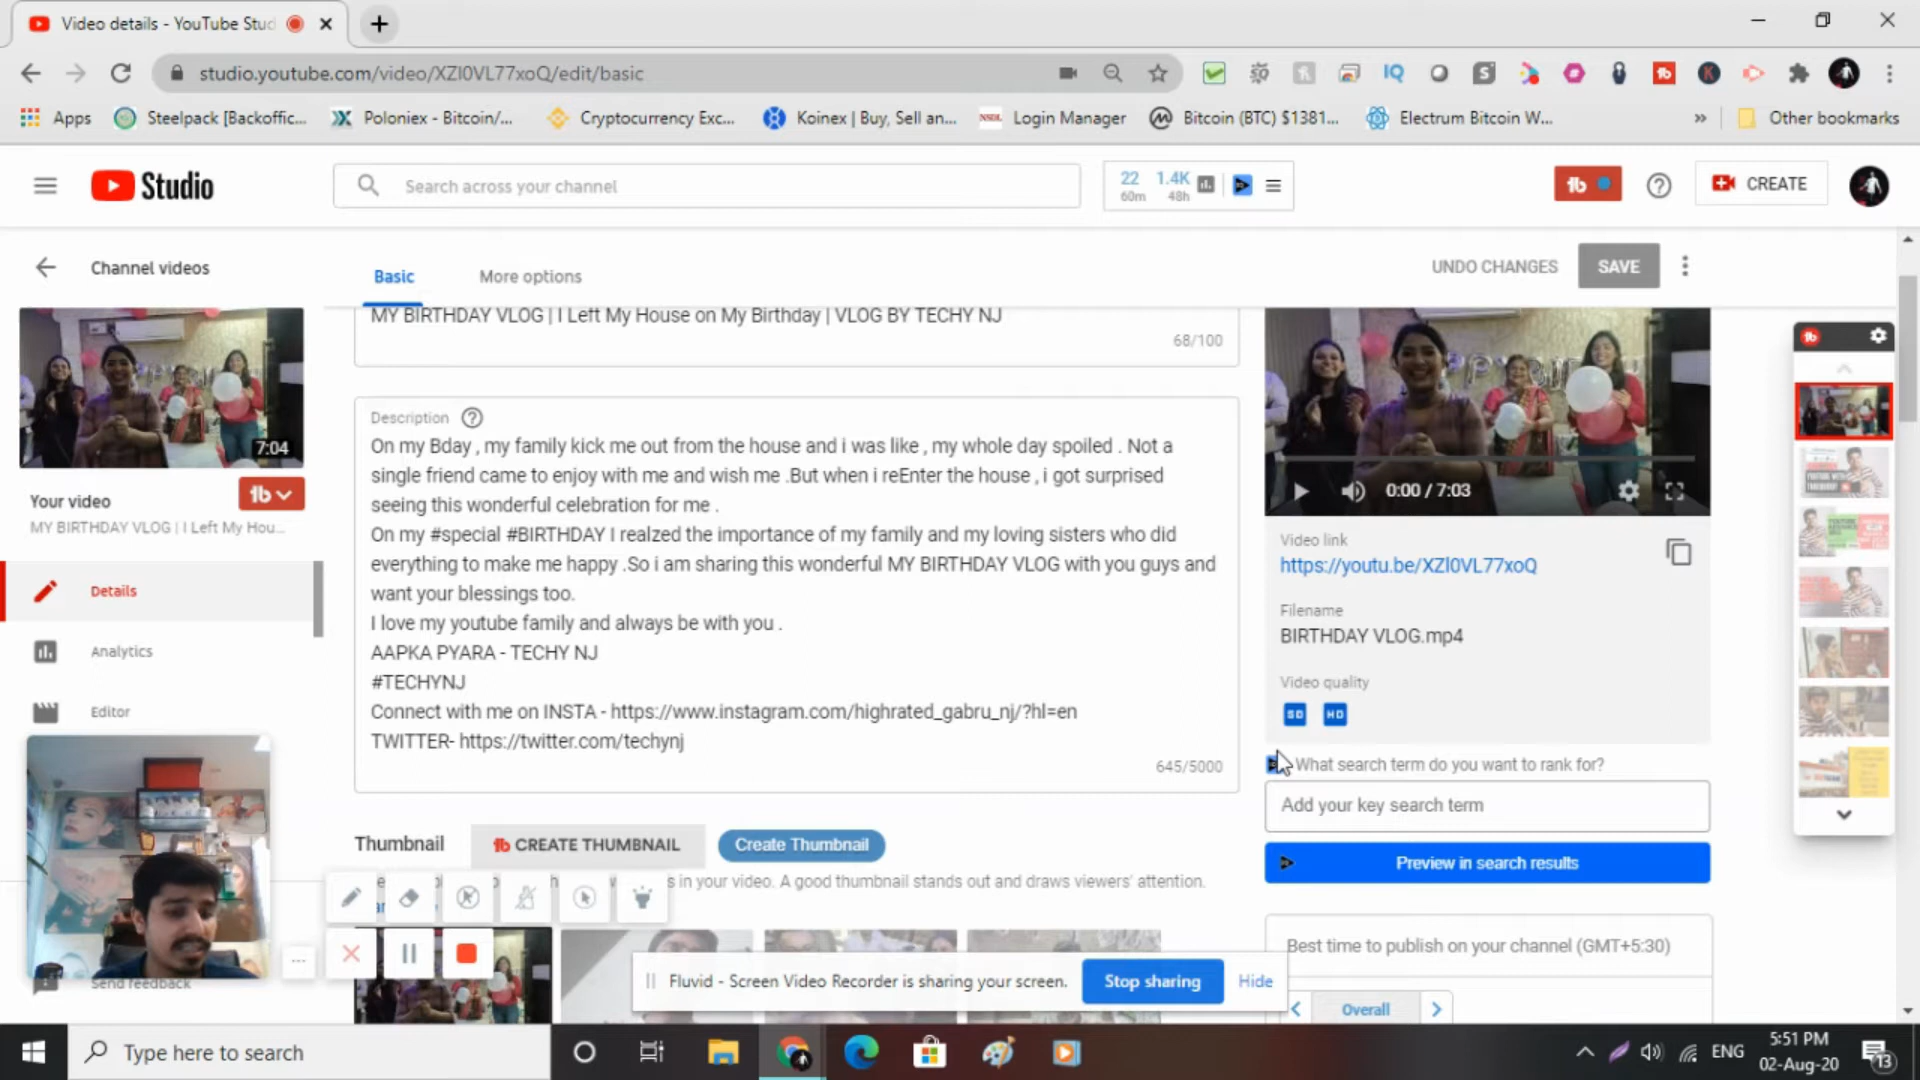 Video details - YouTube Stud
studio.youtube.com/video/XZl0VL77xoQ/edit/basic
Apps
Steelpack [Backoffic...
Poloniex - Bitcoin/...
Cryptocurrency Exc...
Koinex | Buy, Sell an...
NSDL Login Manager
Bitcoin (BTC) $1381...
Electrum Bitcoin W...
»
Other bookmarks
Studio
Search across your channel
22 1.4K
60m 48h
CREATE
Channel videos
Basic
More options
UNDO CHANGES
SAVE
MY BIRTHDAY VLOG | I Left My House on My Birthday | VLOG BY TECHY NJ
68/100
7:04
Your video
MY BIRTHDAY VLOG | I Left My Hou...
Details
Analytics
Editor
Send feedback
Description
On my Bday , my family kick me out from the house and i was like , my whole day spoiled . Not a
single friend came to enjoy with me and wish me .But when i reEnter the house , i got surprised
seeing this wonderful celebration for me .
On my #special #BIRTHDAY I realzed the importance of my family and my loving sisters who did
everything to make me happy .So i am sharing this wonderful MY BIRTHDAY VLOG with you guys and
want your blessings too.
I love my youtube family and always be with you .
AAPKA PYARA - TECHY NJ
#TECHYNJ
Connect with me on INSTA - https://www.instagram.com/highrated_gabru_nj/?hl=en
TWITTER- https://twitter.com/techynj
645/5000
Thumbnail
CREATE THUMBNAIL
Create Thumbnail
s in your video. A good thumbnail stands out and draws viewers' attention.
0:00 / 7:03
Video link
https://youtu.be/XZl0VL77xoQ
Filename
BIRTHDAY VLOG.mp4
Video quality
SD HD
What search term do you want to rank for?
Add your key search term
Preview in search results
Best time to publish on your channel (GMT+5:30)
Overall
Fluvid - Screen Video Recorder is sharing your screen.
Stop sharing
Hide
Type here to search
ENG
5:51 PM
02-Aug-20
13